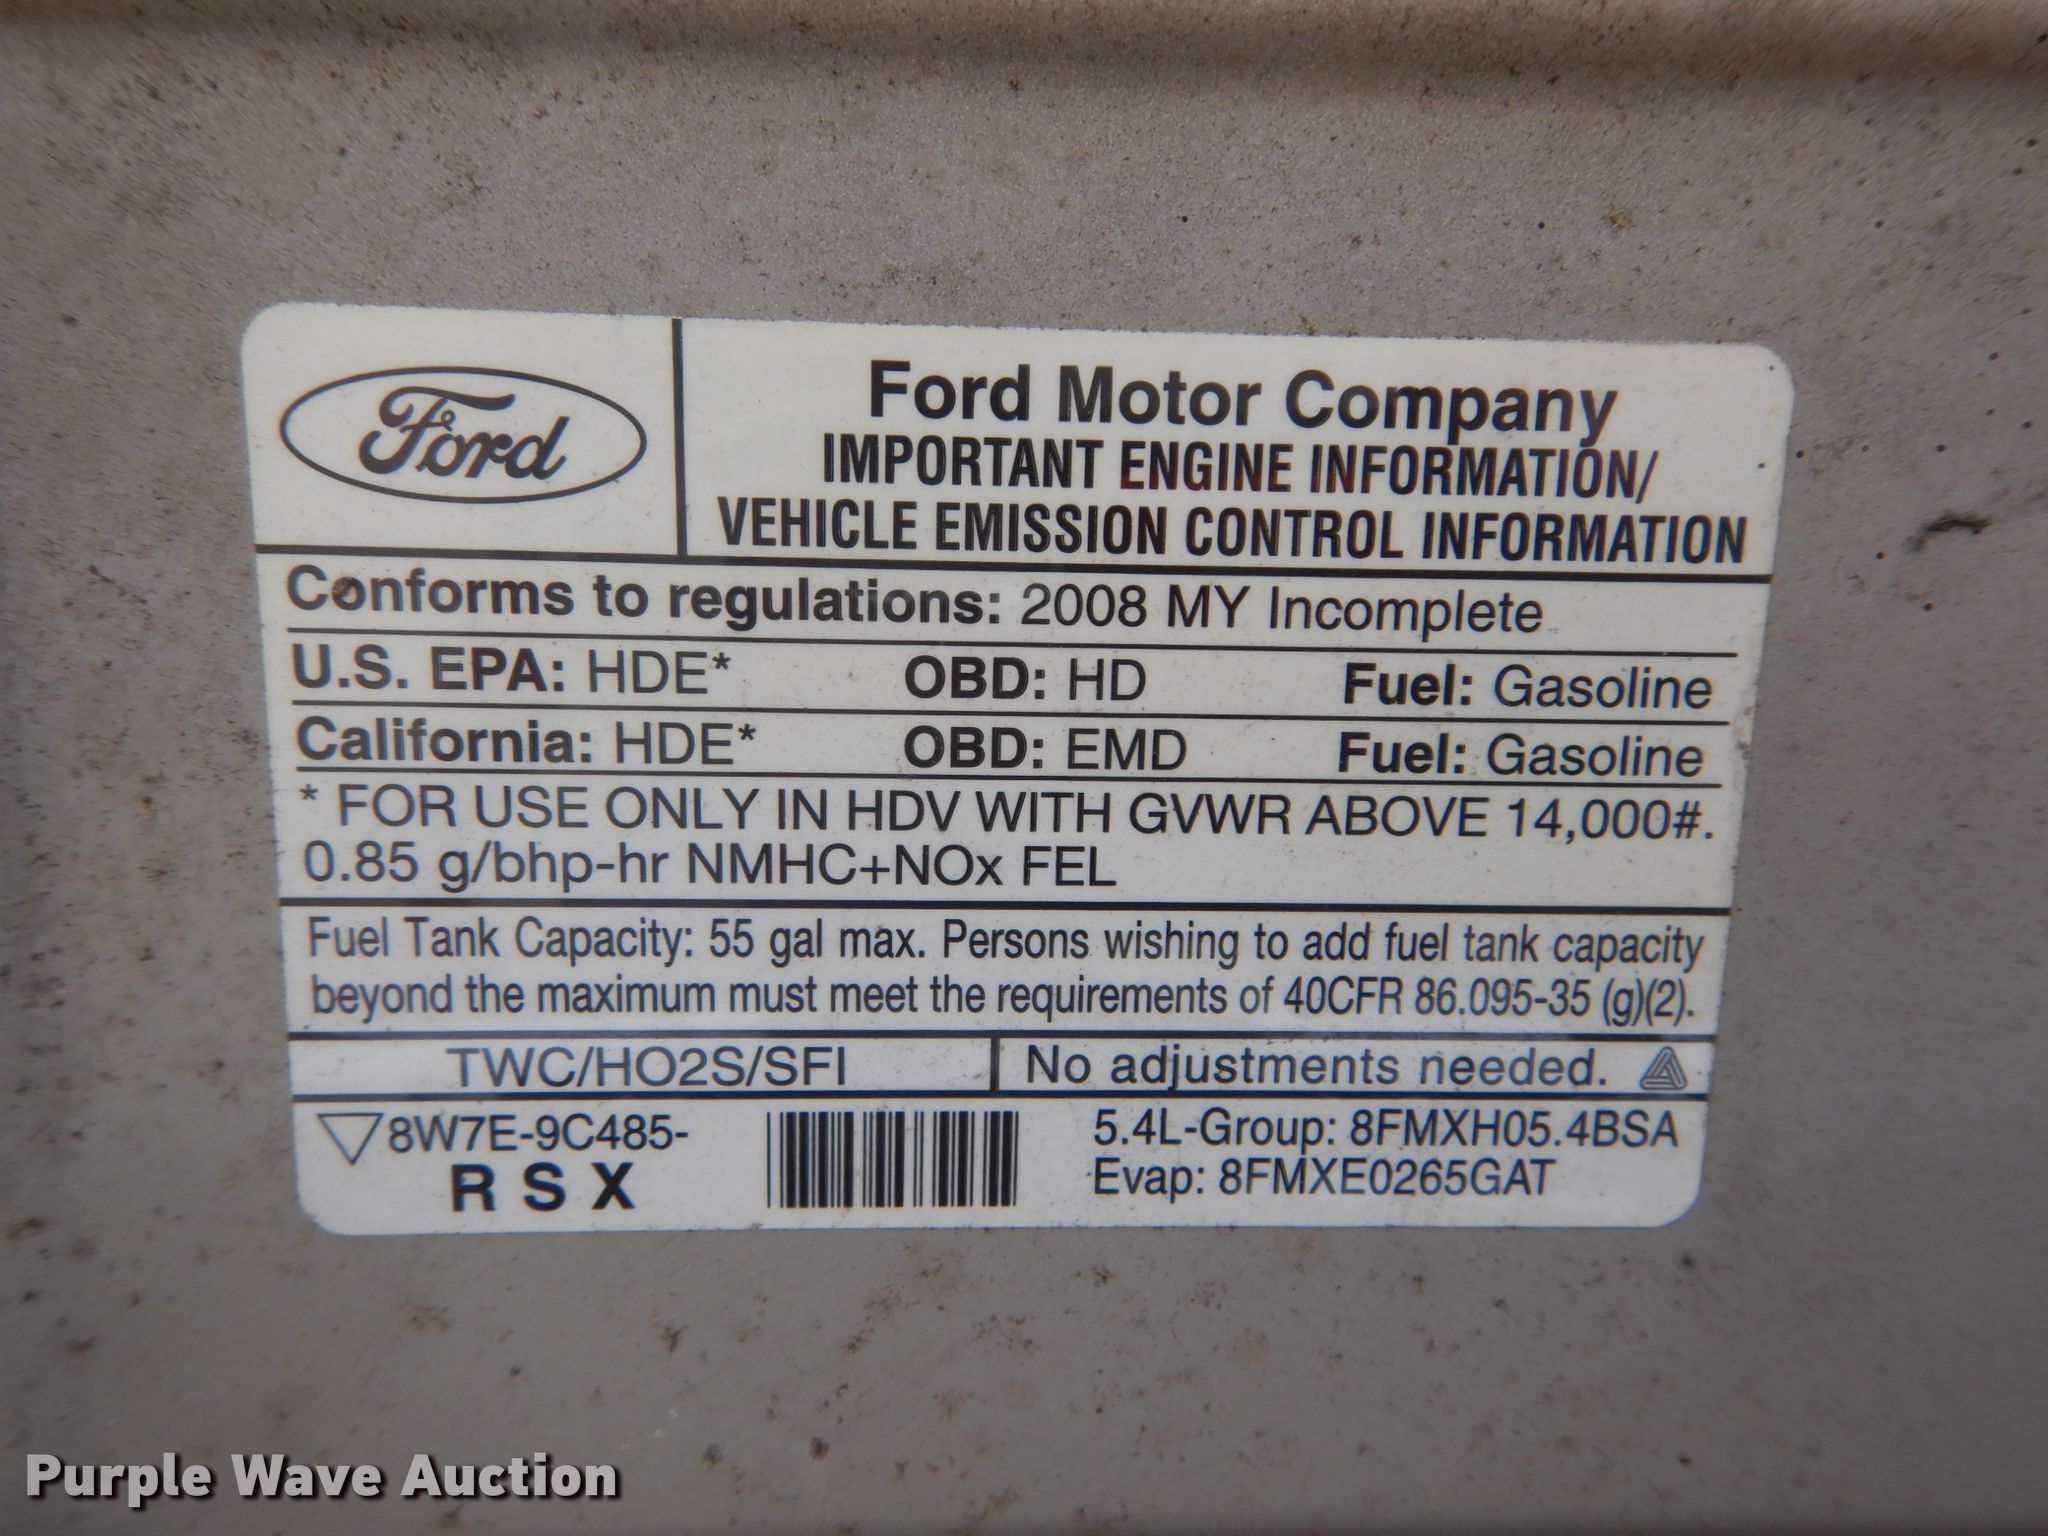 Ford
Ford Motor Company
IMPORTANT ENGINE INFORMATION/
VEHICLE EMISSION CONTROL INFORMATION
Conforms to regulations: 2008 MY Incomplete
U.S. EPA: HDE* OBD: HD Fuel: Gasoline
California: HDE* OBD: EMD Fuel: Gasoline
* FOR USE ONLY IN HDV WITH GVWR ABOVE 14,000#.
0.85 g/bhp-hr NMHC+NOx FEL
Fuel Tank Capacity: 55 gal max. Persons wishing to add fuel tank capacity
beyond the maximum must meet the requirements of 40CFR 86.095-35 (g)(2).
TWC/HO2S/SFI No adjustments needed.
8W7E-9C485-
R S X
5.4L-Group: 8FMXH05.4BSA
Evap: 8FMXE0265GAT
Purple Wave Auction